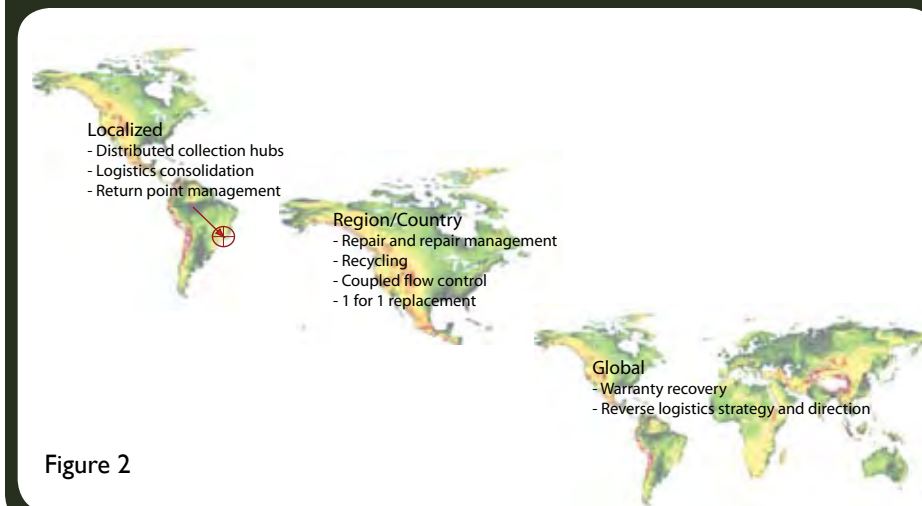 Localized
- Distributed collection hubs
- Logistics consolidation
- Return point management
Region/Country
- Repair and repair management
- Recycling
- Coupled flow control
- 1 for 1 replacement
Global
- Warranty recovery
- Reverse logistics strategy and direction
Figure 2